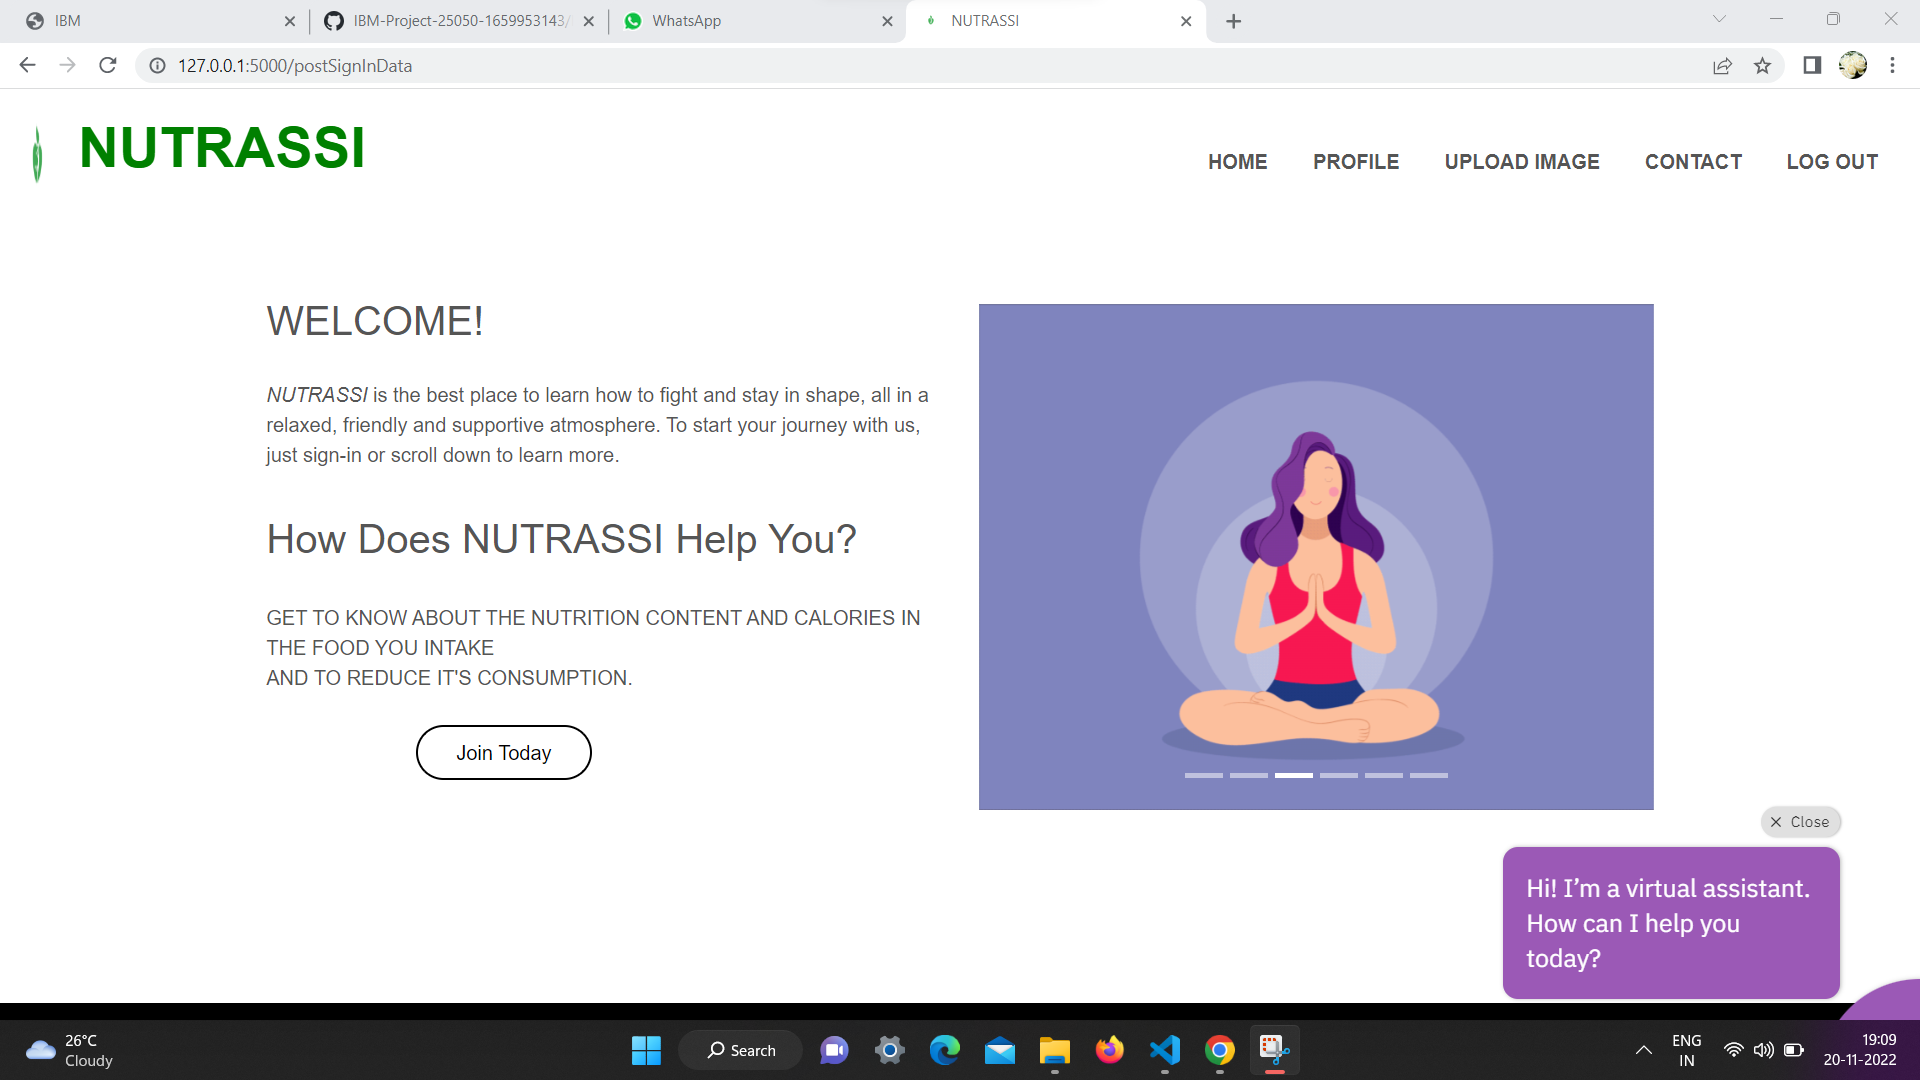 IBM
IBM-Project-25050-1659953143/
WhatsApp
NUTRASSI
127.0.0.1:5000/postSignInData
NUTRASSI
HOME
PROFILE
UPLOAD IMAGE
CONTACT
LOG OUT
WELCOME!
NUTRASSI is the best place to learn how to fight and stay in shape, all in a
relaxed, friendly and supportive atmosphere. To start your journey with us,
just sign-in or scroll down to learn more.
How Does NUTRASSI Help You?
GET TO KNOW ABOUT THE NUTRITION CONTENT AND CALORIES IN
THE FOOD YOU INTAKE
AND TO REDUCE IT'S CONSUMPTION.
Join Today
Close
Hi! I’m a virtual assistant.
How can I help you
today?
26°C
Cloudy
Search
ENG
IN
19:09
20-11-2022